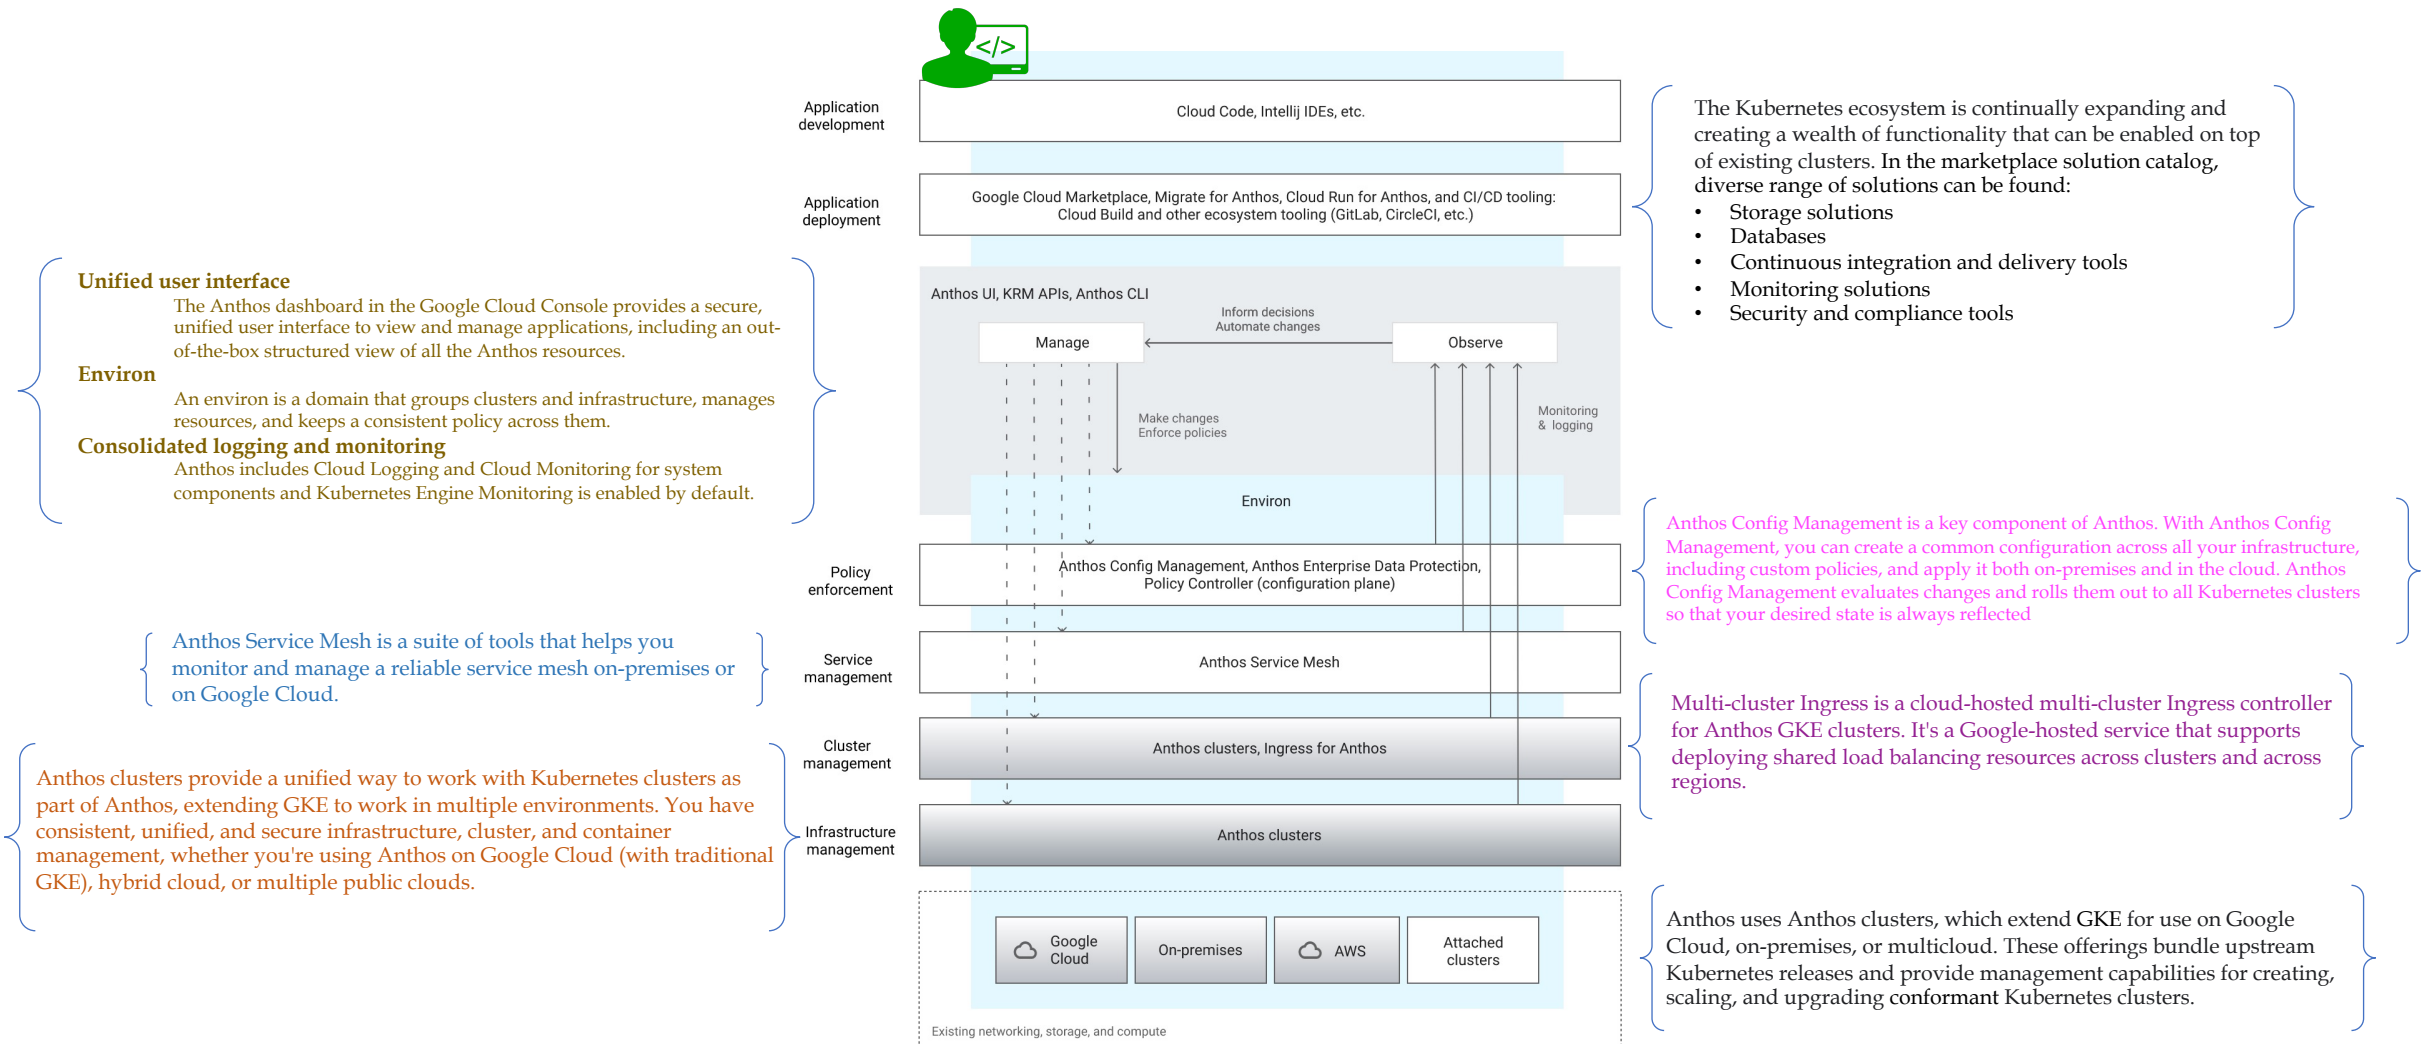 </>
Application
development
Cloud Code, Intellij IDEs, etc.
The Kubernetes ecosystem is continually expanding and
creating a wealth of functionality that can be enabled on top
of existing clusters. In the marketplace solution catalog,
diverse range of solutions can be found:
• Storage solutions
• Databases
• Continuous integration and delivery tools
• Monitoring solutions
• Security and compliance tools
Application
deployment
Google Cloud Marketplace, Migrate for Anthos, Cloud Run for Anthos, and CI/CD tooling:
Cloud Build and other ecosystem tooling (GitLab, CircleCI, etc.)
Unified user interface
The Anthos dashboard in the Google Cloud Console provides a secure,
unified user interface to view and manage applications, including an out-
of-the-box structured view of all the Anthos resources.
Environ
An environ is a domain that groups clusters and infrastructure, manages
resources, and keeps a consistent policy across them.
Consolidated logging and monitoring
Anthos includes Cloud Logging and Cloud Monitoring for system
components and Kubernetes Engine Monitoring is enabled by default.
Anthos UI, KRM APIs, Anthos CLI
Inform decisions
Automate changes
Manage
Observe
Make changes
Enforce policies
Monitoring
& logging
Environ
Policy
enforcement
Anthos Config Management, Anthos Enterprise Data Protection,
Policy Controller (configuration plane)
Anthos Config Management is a key component of Anthos. With Anthos Config
Management, you can create a common configuration across all your infrastructure,
including custom policies, and apply it both on-premises and in the cloud. Anthos
Config Management evaluates changes and rolls them out to all Kubernetes clusters
so that your desired state is always reflected
Anthos Service Mesh is a suite of tools that helps you
monitor and manage a reliable service mesh on-premises or
on Google Cloud.
Service
management
Anthos Service Mesh
Multi-cluster Ingress is a cloud-hosted multi-cluster Ingress controller
for Anthos GKE clusters. It's a Google-hosted service that supports
deploying shared load balancing resources across clusters and across
regions.
Cluster
management
Anthos clusters, Ingress for Anthos
Anthos clusters provide a unified way to work with Kubernetes clusters as
part of Anthos, extending GKE to work in multiple environments. You have
consistent, unified, and secure infrastructure, cluster, and container
management, whether you're using Anthos on Google Cloud (with traditional
GKE), hybrid cloud, or multiple public clouds.
Infrastructure
management
Anthos clusters
Google
Cloud
On-premises
AWS
Attached
clusters
Anthos uses Anthos clusters, which extend GKE for use on Google
Cloud, on-premises, or multicloud. These offerings bundle upstream
Kubernetes releases and provide management capabilities for creating,
scaling, and upgrading conformant Kubernetes clusters.
Existing networking, storage, and compute